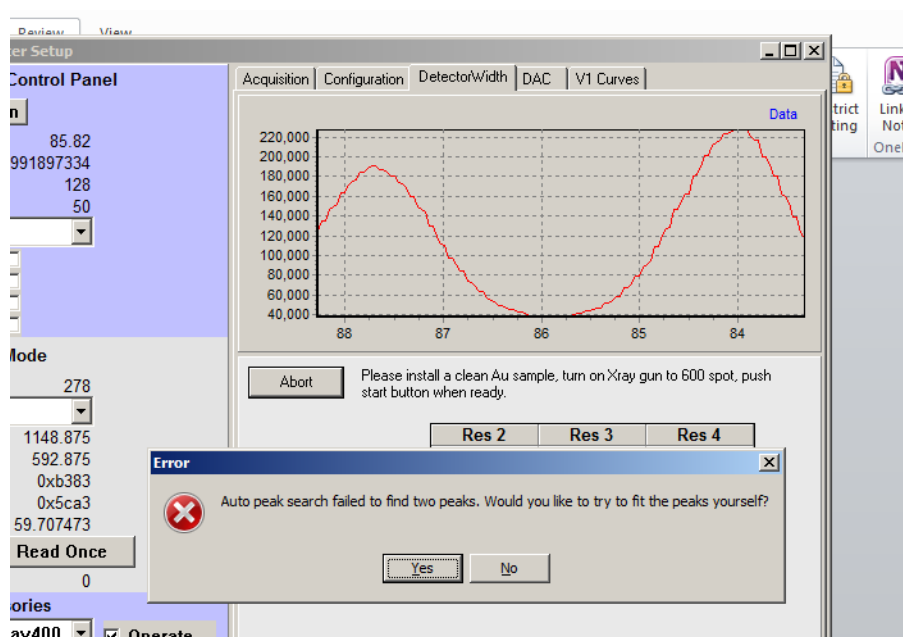 Review View
ter Setup
Control Panel
n
85.82
991897334
128
50
Mode
278
1148.875
592.875
0xb383
0x5ca3
59.707473
Read Once
0
ories
ay400 Operate
Acquisition Configuration DetectorWidth DAC V1 Curves
Data
220,000
200,000
180,000
160,000
140,000
120,000
100,000
80,000
60,000
40,000
88 87 86 85 84
Abort
Please install a clean Au sample, turn on Xray gun to 600 spot, push
start button when ready.
Res 2 Res 3 Res 4
Error
Auto peak search failed to find two peaks. Would you like to try to fit the peaks yourself?
Yes No
trict
ting
Link
Not
OneN